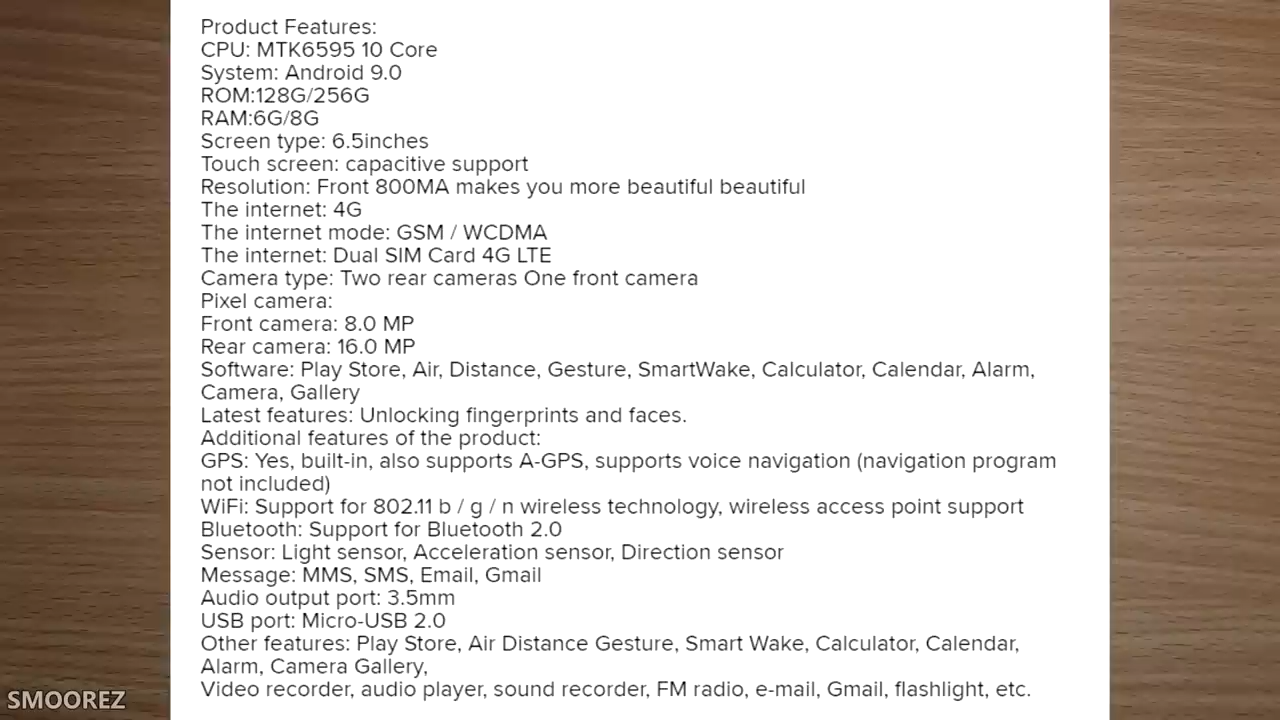 Product Features:
CPU: MTK6595 10 Core
System: Android 9.0
ROM:128G/256G
RAM:6G/8G
Screen type: 6.5inches
Touch screen: capacitive support
Resolution: Front 800MA makes you more beautiful beautiful
The internet: 4G
The internet mode: GSM / WCDMA
The internet: Dual SIM Card 4G LTE
Camera type: Two rear cameras One front camera
Pixel camera:
Front camera: 8.0 MP
Rear camera: 16.0 MP
Software: Play Store, Air, Distance, Gesture, SmartWake, Calculator, Calendar, Alarm,
Camera, Gallery
Latest features: Unlocking fingerprints and faces.
Additional features of the product:
GPS: Yes, built-in, also supports A-GPS, supports voice navigation (navigation program
not included)
WiFi: Support for 802.11 b / g / n wireless technology, wireless access point support
Bluetooth: Support for Bluetooth 2.0
Sensor: Light sensor, Acceleration sensor, Direction sensor
Message: MMS, SMS, Email, Gmail
Audio output port: 3.5mm
USB port: Micro-USB 2.0
Other features: Play Store, Air Distance Gesture, Smart Wake, Calculator, Calendar,
Alarm, Camera Gallery,
Video recorder, audio player, sound recorder, FM radio, e-mail, Gmail, flashlight, etc.
SMOOREZ